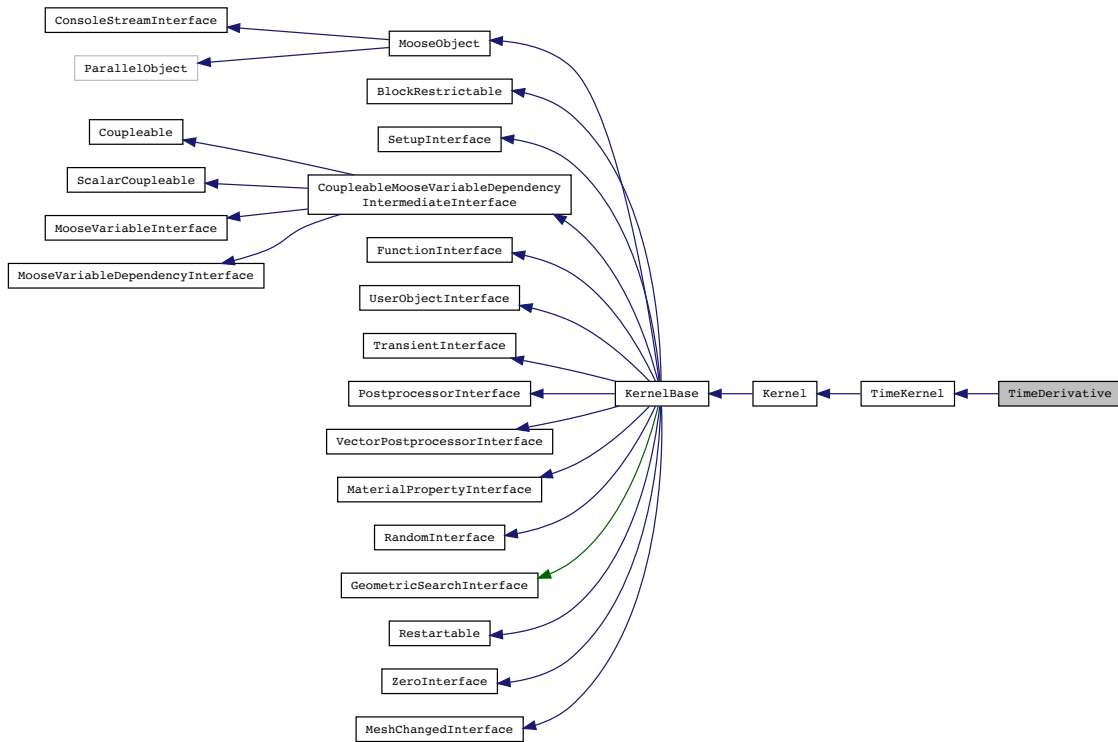 ConsoleStreamInterface
MooseObject
ParallelObject
BlockRestrictable
Coupleable
SetupInterface
ScalarCoupleable
CoupleableMooseVariableDependency
IntermediateInterface
MooseVariableInterface
FunctionInterface
MooseVariableDependencyInterface
UserObjectInterface
TransientInterface
PostprocessorInterface
KernelBase
Kernel
TimeKernel
TimeDerivative
VectorPostprocessorInterface
MaterialPropertyInterface
RandomInterface
GeometricSearchInterface
Restartable
ZeroInterface
MeshChangedInterface